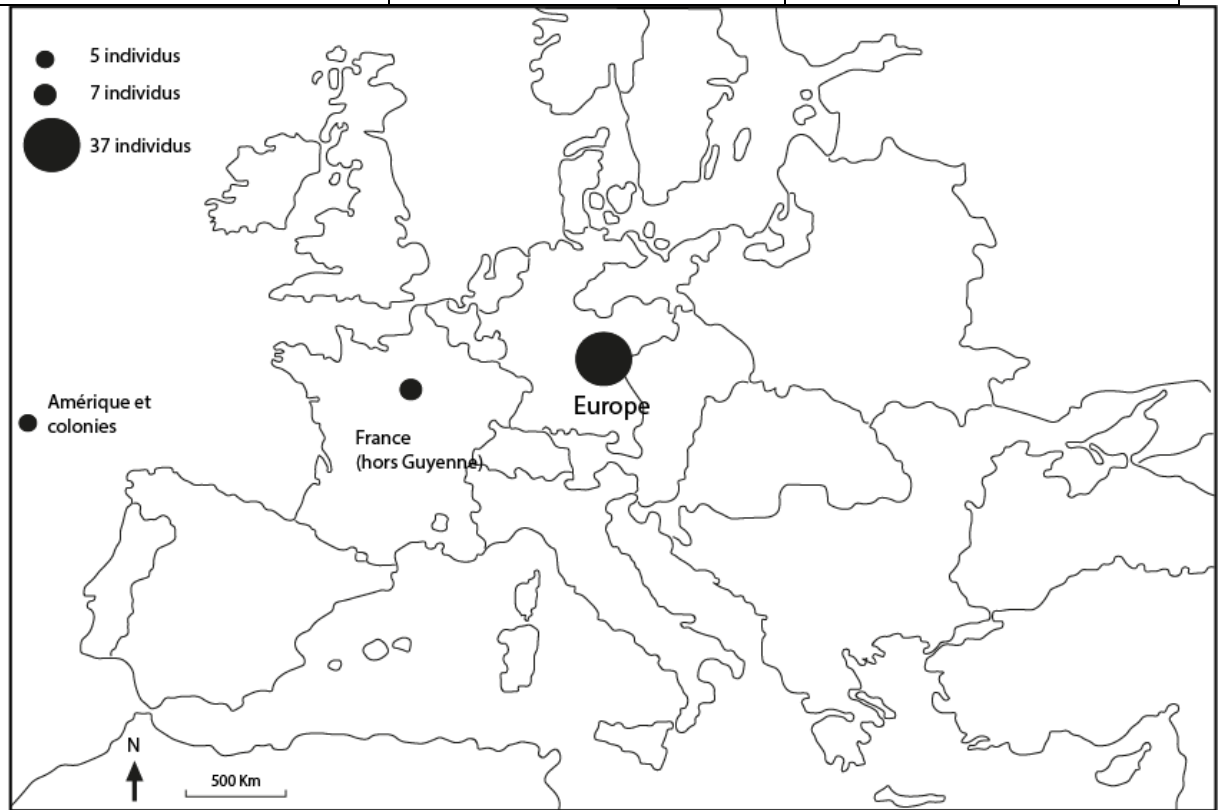 5 individus
7 individus
37 individus
Amérique et
colonies
Europe
France
(hors Guyenne)
N
500 Km